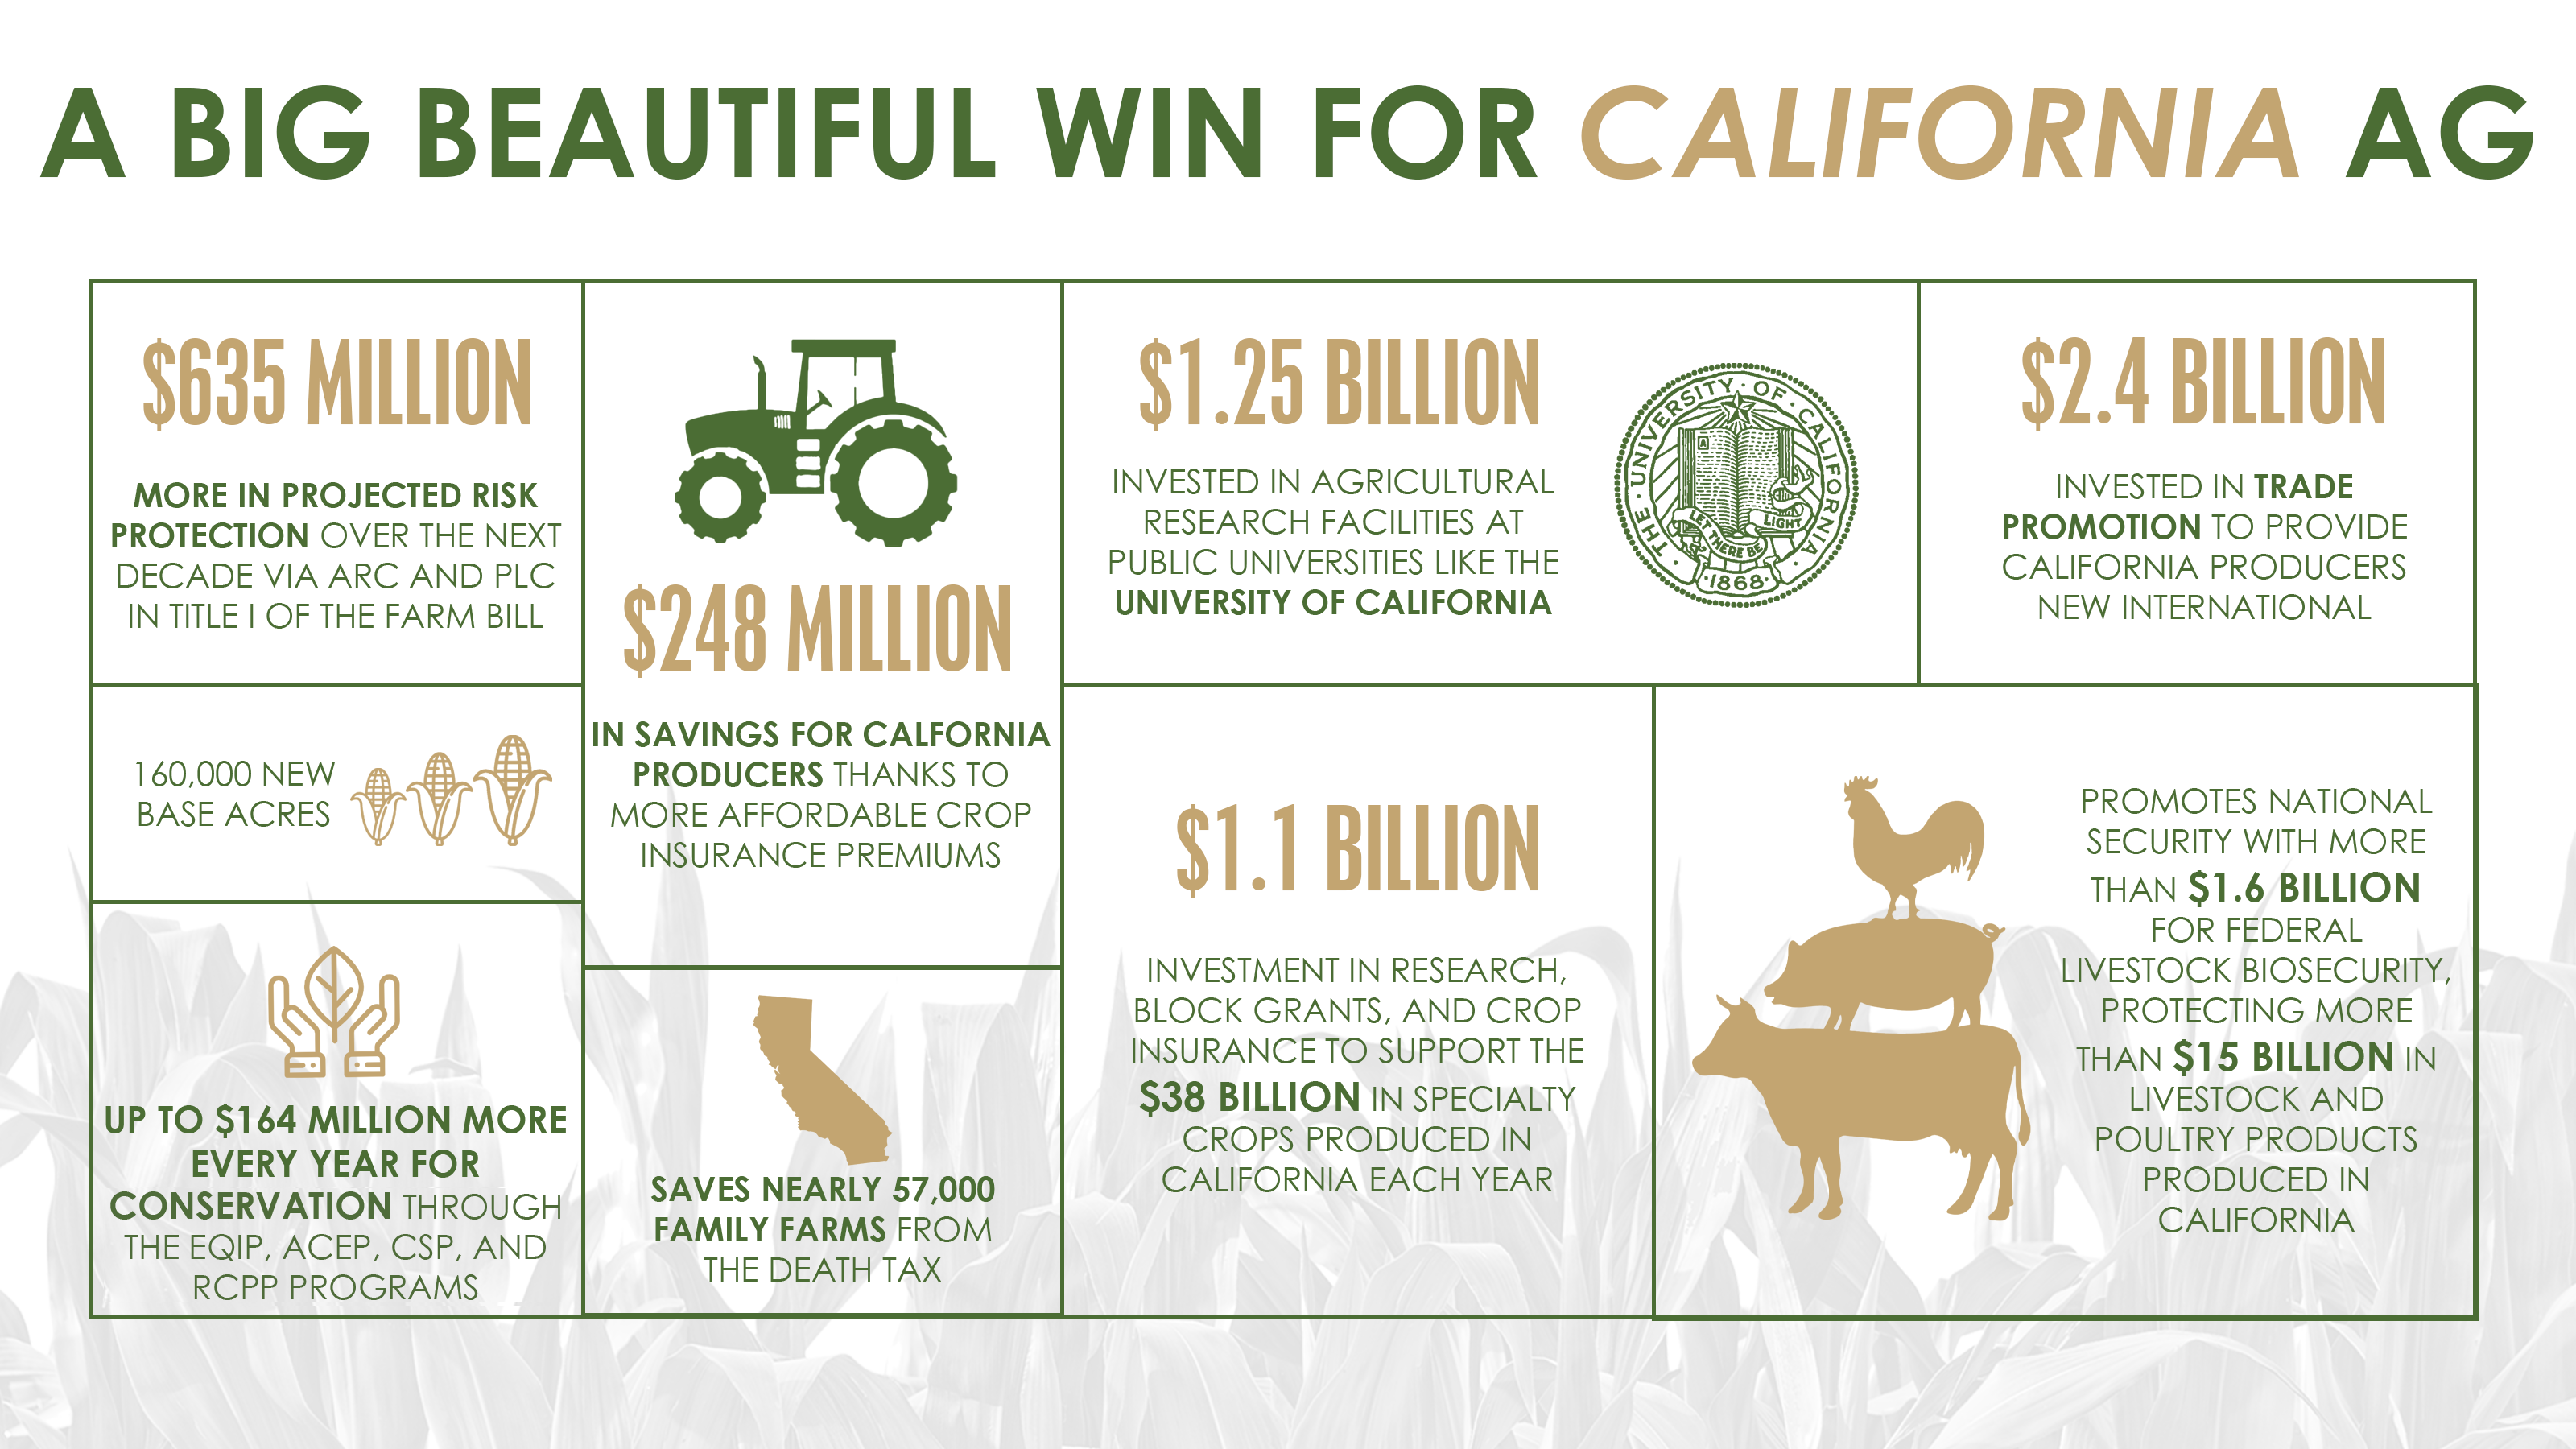 A BIG BEAUTIFUL WIN FOR CALIFORNIA AG
$635 MILLION
MORE IN PROJECTED RISK
PROTECTION OVER THE NEXT
DECADE VIA ARC AND PLC
IN TITLE I OF THE FARM BILL
160,000 NEW
BASE ACRES
UP TO $164 MILLION MORE
EVERY YEAR FOR
CONSERVATION THROUGH
THE EQIP, ACEP, CSP, AND
RCPP PROGRAMS
$248 MILLION
IN SAVINGS FOR CALFORNIA
PRODUCERS THANKS TO
MORE AFFORDABLE CROP
INSURANCE PREMIUMS
SAVES NEARLY 57,000
FAMILY FARMS FROM
THE DEATH TAX
$1.25 BILLION
INVESTED IN AGRICULTURAL
RESEARCH FACILITIES AT
PUBLIC UNIVERSITIES LIKE THE
UNIVERSITY OF CALIFORNIA
·THE·UNIVERSITY·OF·CALIFORNIA·
A
LET THERE BE LIGHT
·1868·
$2.4 BILLION
INVESTED IN TRADE
PROMOTION TO PROVIDE
CALIFORNIA PRODUCERS
NEW INTERNATIONAL
$1.1 BILLION
INVESTMENT IN RESEARCH,
BLOCK GRANTS, AND CROP
INSURANCE TO SUPPORT THE
$38 BILLION IN SPECIALTY
CROPS PRODUCED IN
CALIFORNIA EACH YEAR
PROMOTES NATIONAL
SECURITY WITH MORE
THAN $1.6 BILLION
FOR FEDERAL
LIVESTOCK BIOSECURITY,
PROTECTING MORE
THAN $15 BILLION IN
LIVESTOCK AND
POULTRY PRODUCTS
PRODUCED IN
CALIFORNIA